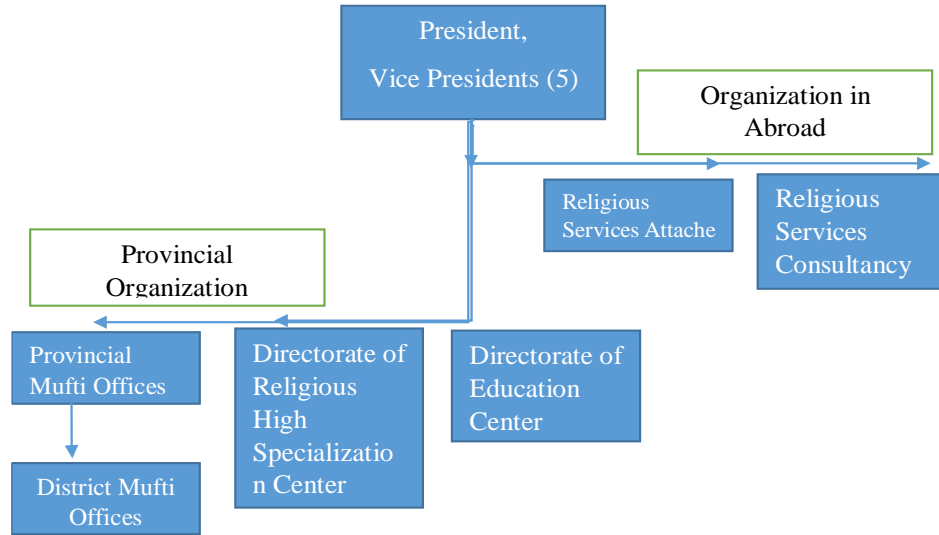 President,
Vice Presidents (5)
Organization in
Abroad
Religious
Services Attache
Religious
Services
Consultancy
Provincial
Organization
Provincial
Mufti Offices
Directorate of
Religious
High
Specializatio
n Center
Directorate of
Education
Center
District Mufti
Offices